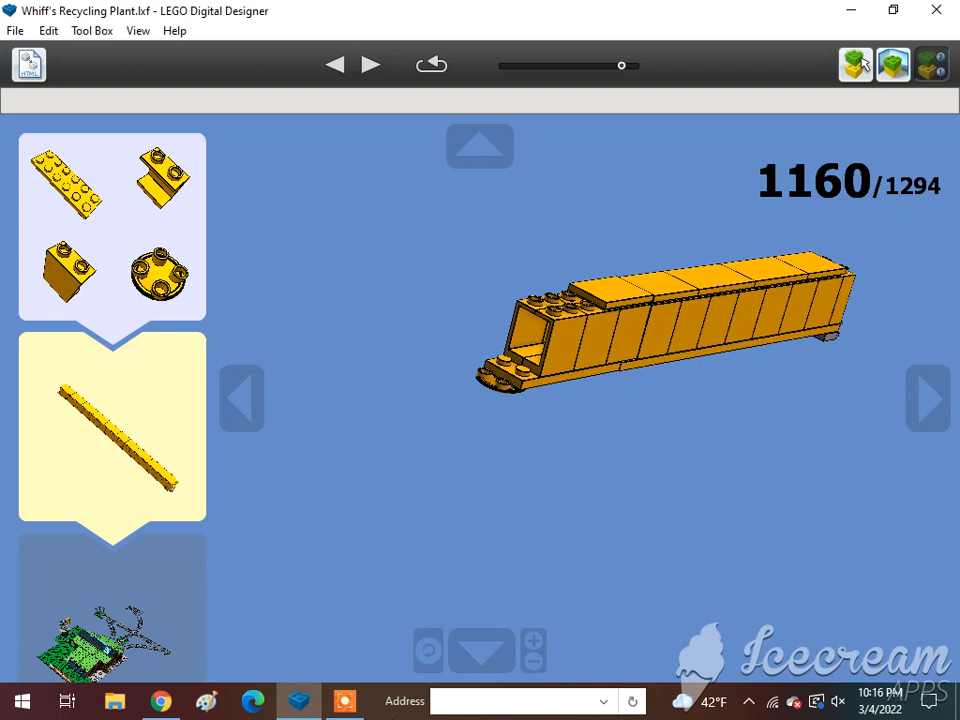 Whiff's Recycling Plant.lxf - LEGO Digital Designer
File Edit Tool Box View Help
HTML
1160/1294
Icecream
APPS
Address
42°F
10:16 PM
3/4/2022